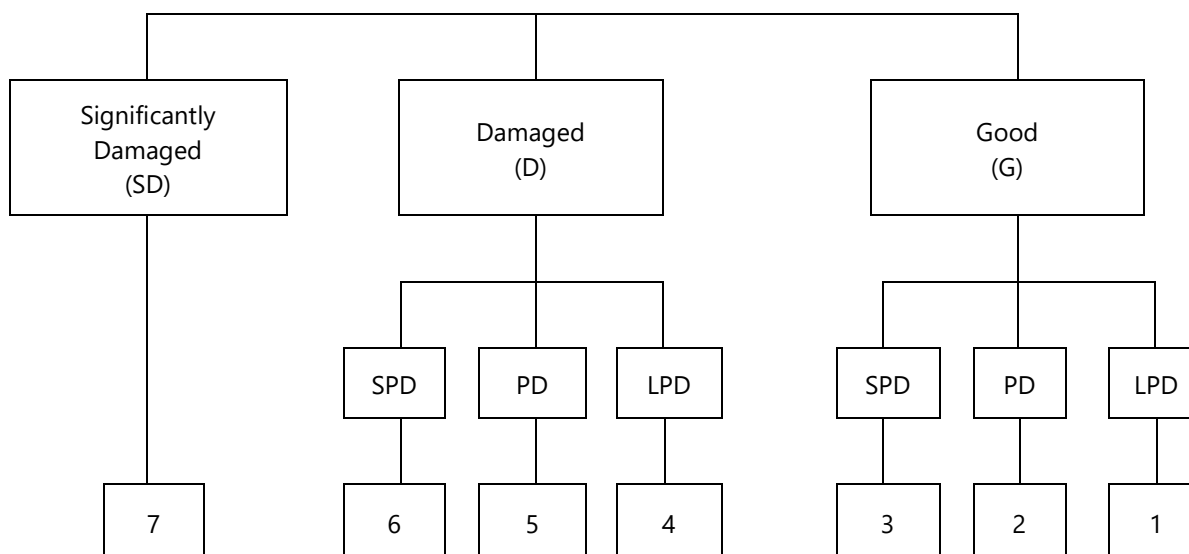 Significantly
Damaged
(SD)
Damaged
(D)
Good
(G)
SPD
PD
LPD
SPD
PD
LPD
7
6
5
4
3
2
1